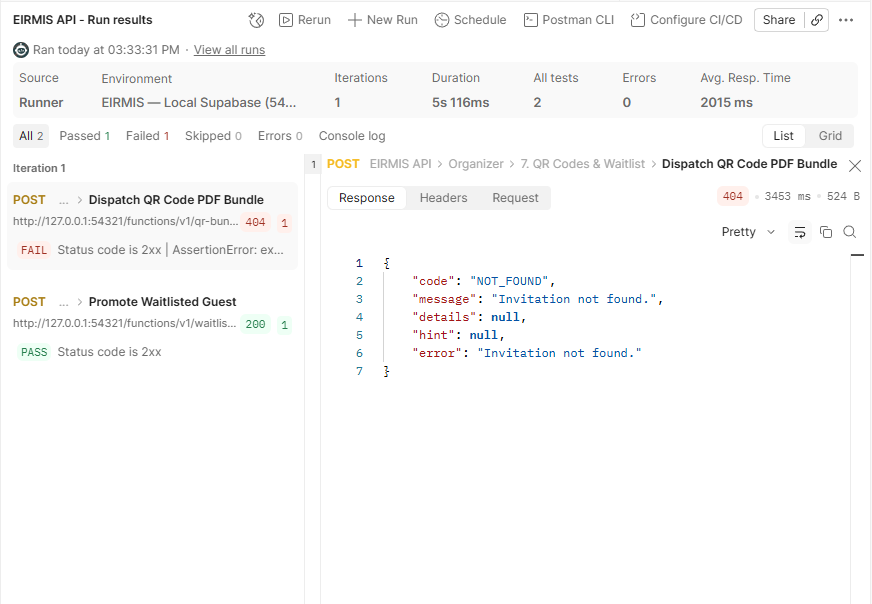 EIRMIS API - Run results
Rerun
New Run
Schedule
Postman CLI
Configure CI/CD
Share
Ran today at 03:33:31 PM · View all runs
Source Environment Iterations Duration All tests Errors Avg. Resp. Time
Runner EIRMIS — Local Supabase (54... 1 5s 116ms 2 0 2015 ms
All 2 Passed 1 Failed 1 Skipped 0 Errors 0 Console log
List Grid
Iteration 1
POST ... > Dispatch QR Code PDF Bundle
http://127.0.0.1:54321/functions/v1/qr-bun... 404 1
FAIL Status code is 2xx | AssertionError: ex...
POST ... > Promote Waitlisted Guest
http://127.0.0.1:54321/functions/v1/waitlis... 200 1
PASS Status code is 2xx
1
POST EIRMIS API > Organizer > 7. QR Codes & Waitlist > Dispatch QR Code PDF Bundle
Response Headers Request
404 • 3453 ms • 524 B
Pretty
1 {
2 "code": "NOT_FOUND",
3 "message": "Invitation not found.",
4 "details": null,
5 "hint": null,
6 "error": "Invitation not found."
7 }